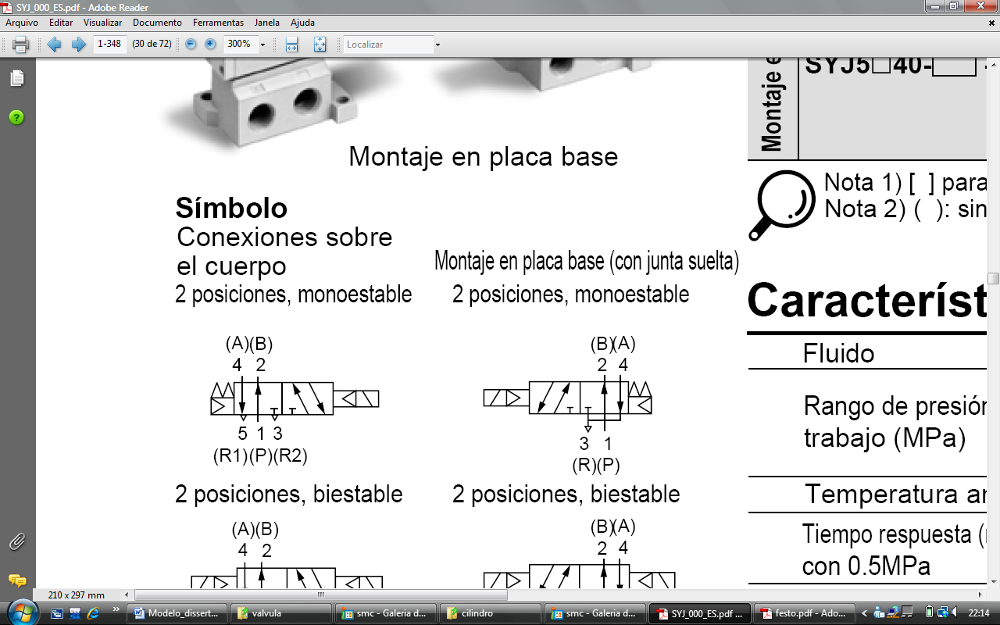 SYJ_000_ES.pdf - Adobe Reader
Arquivo Editar Visualizar Documento Ferramentas Janela Ajuda
1-348 (30 de 72) 300% Localizar
Montaje en placa base
Símbolo
Conexiones sobre
el cuerpo
2 posiciones, monoestable
(A)(B)
4 2
5 1 3
(R1)(P)(R2)
2 posiciones, biestable
(A)(B)
4 2
Montaje en placa base (con junta suelta)
2 posiciones, monoestable
(B)(A)
2 4
3 1
(R)(P)
2 posiciones, biestable
(B)(A)
2 4
Montaje e
SYJ5□40-
Nota 1) [ ] para
Nota 2) ( ): sin
Característ
Fluido
Rango de presión
trabajo (MPa)
Temperatura a
Tiempo respuesta (
con 0.5MPa
210 x 297 mm
Modelo_dissert... valvula smc - Galeria d... cilindro smc - Galeria d... SYJ_000_ES.pdf ... festo.pdf - Ado... 22:14